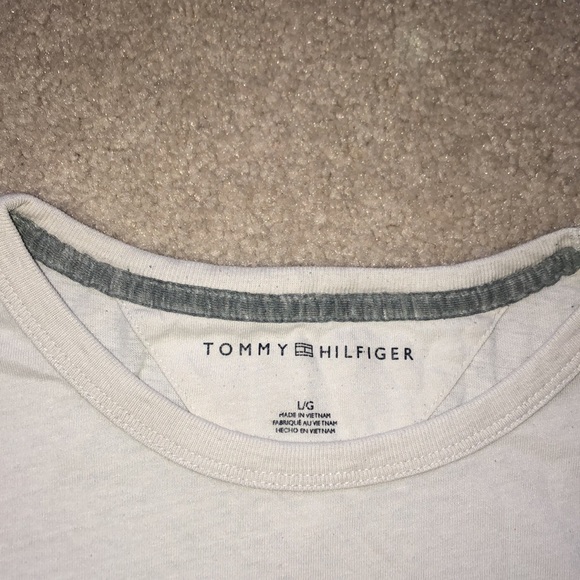 TOMMY HILFIGER
L/G
MADE IN VIETNAM
FABRIQUÉ AU VIETNAM
HECHO EN VIETNAM